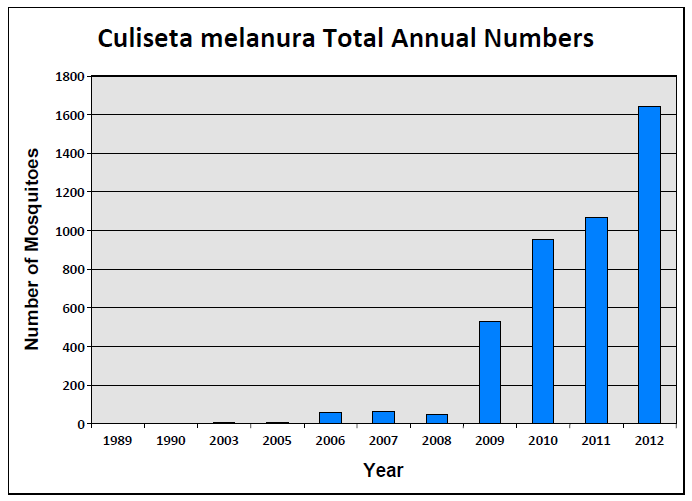 Culiseta melanura Total Annual Numbers
1800
1600
1400
1200
1000
800
600
400
200
0
Number of Mosquitoes
1989 1990 2003 2005 2006 2007 2008 2009 2010 2011 2012
Year